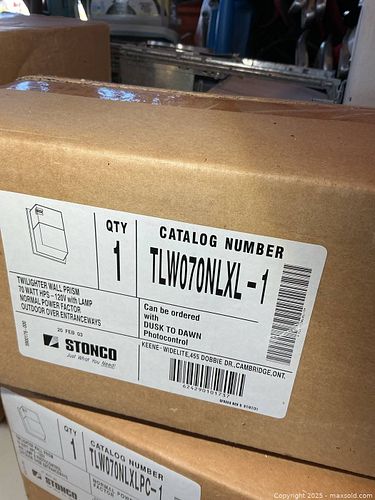 QTY
1
CATALOG NUMBER
TLW070NLXL-1
TWILIGHTER WALL PRISM
70 WATT HPS - 120V with LAMP
NORMAL POWER FACTOR
OUTDOOR OVER ENTRANCEWAYS
20 FEB 03
STONCO
Just What You Need!
Can be ordered
with
DUSK TO DAWN
Photocontrol
KEENE-WIDELITE,455 DOBBIE DR.,CAMBRIDGE,ONT.
QTY
1
CATALOG NUMBER
TLW070NLXLPC-1
STONCO
Copyright © 2025 - maxsold.com